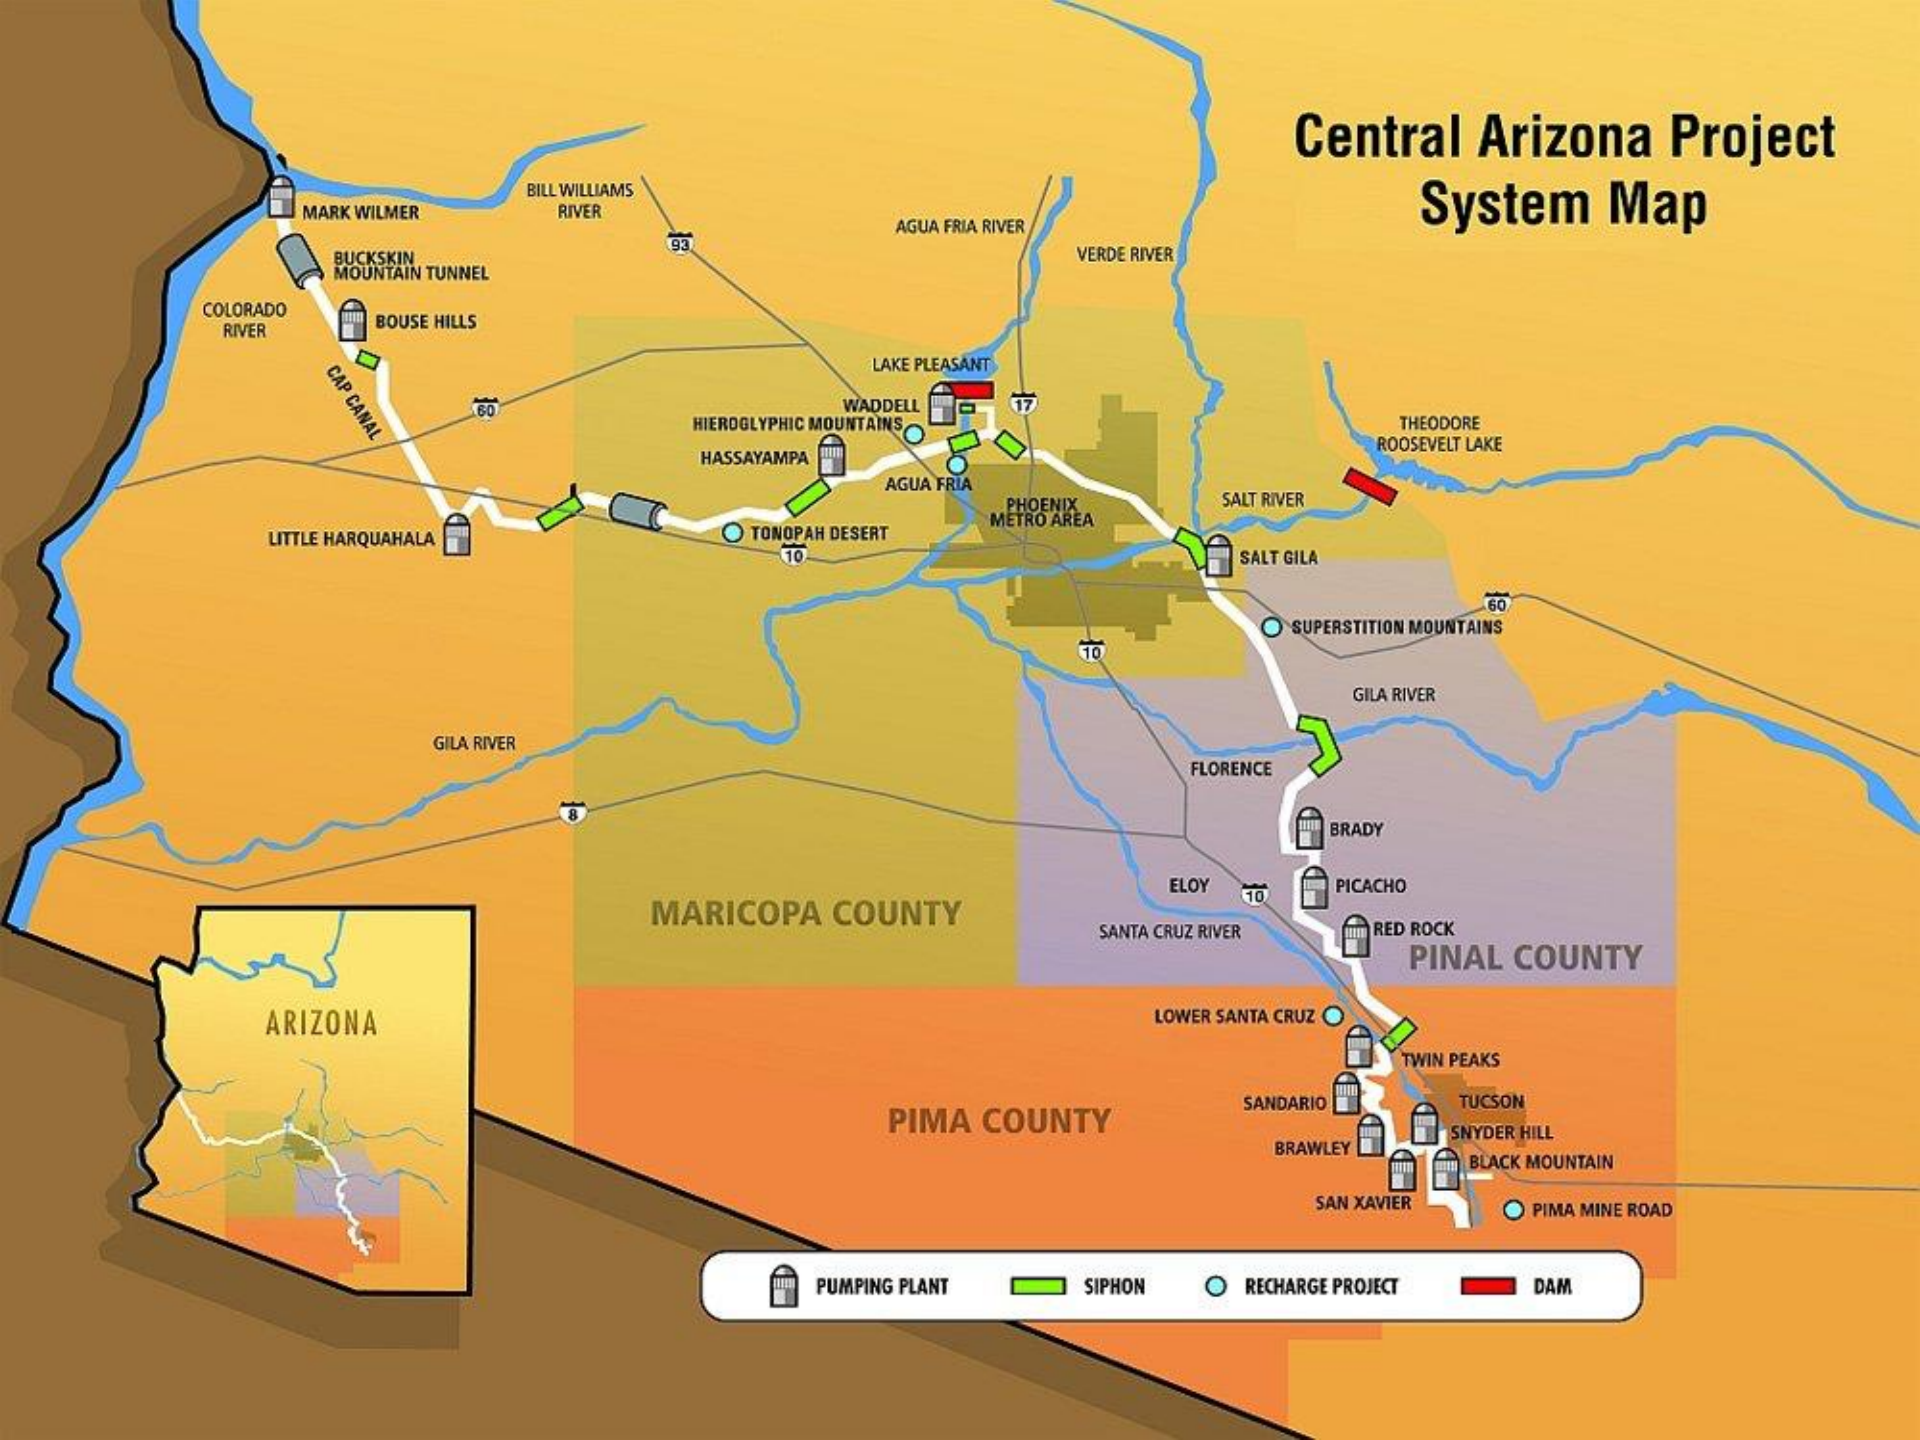 Central Arizona Project
System Map
MARK WILMER
BUCKSKIN
MOUNTAIN TUNNEL
BILL WILLIAMS
RIVER
93
AGUA FRIA RIVER
VERDE RIVER
COLORADO
RIVER
BOUSE HILLS
CAP CANAL
60
LAKE PLEASANT
WADDELL
17
HIEROGLYPHIC MOUNTAINS
HASSAYAMPA
AGUA FRIA
THEODORE
ROOSEVELT LAKE
PHOENIX
METRO AREA
SALT RIVER
LITTLE HARQUAHALA
TONOPAH DESERT
10
SALT GILA
60
SUPERSTITION MOUNTAINS
10
GILA RIVER
GILA RIVER
FLORENCE
8
BRADY
ELOY
10
PICACHO
MARICOPA COUNTY
SANTA CRUZ RIVER
RED ROCK
PINAL COUNTY
LOWER SANTA CRUZ
ARIZONA
TWIN PEAKS
SANDARIO
TUCSON
PIMA COUNTY
SNYDER HILL
BRAWLEY
BLACK MOUNTAIN
SAN XAVIER
PIMA MINE ROAD
PUMPING PLANT
SIPHON
RECHARGE PROJECT
DAM